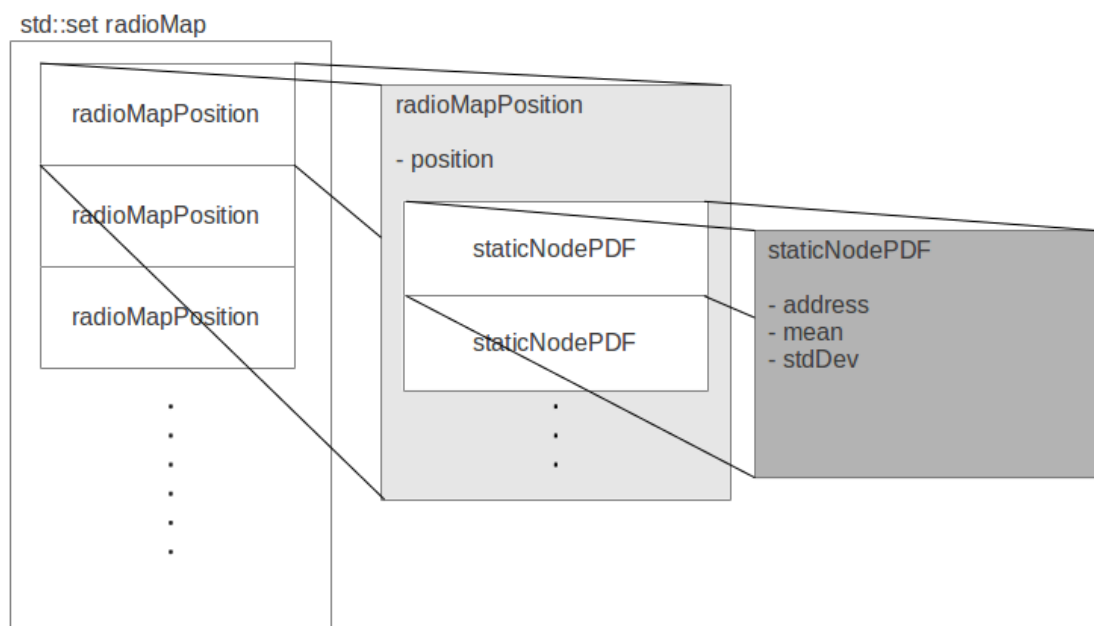 std::set radioMap
radioMapPosition
radioMapPosition
radioMapPosition
radioMapPosition
- position
staticNodePDF
staticNodePDF
staticNodePDF
- address
- mean
- stdDev